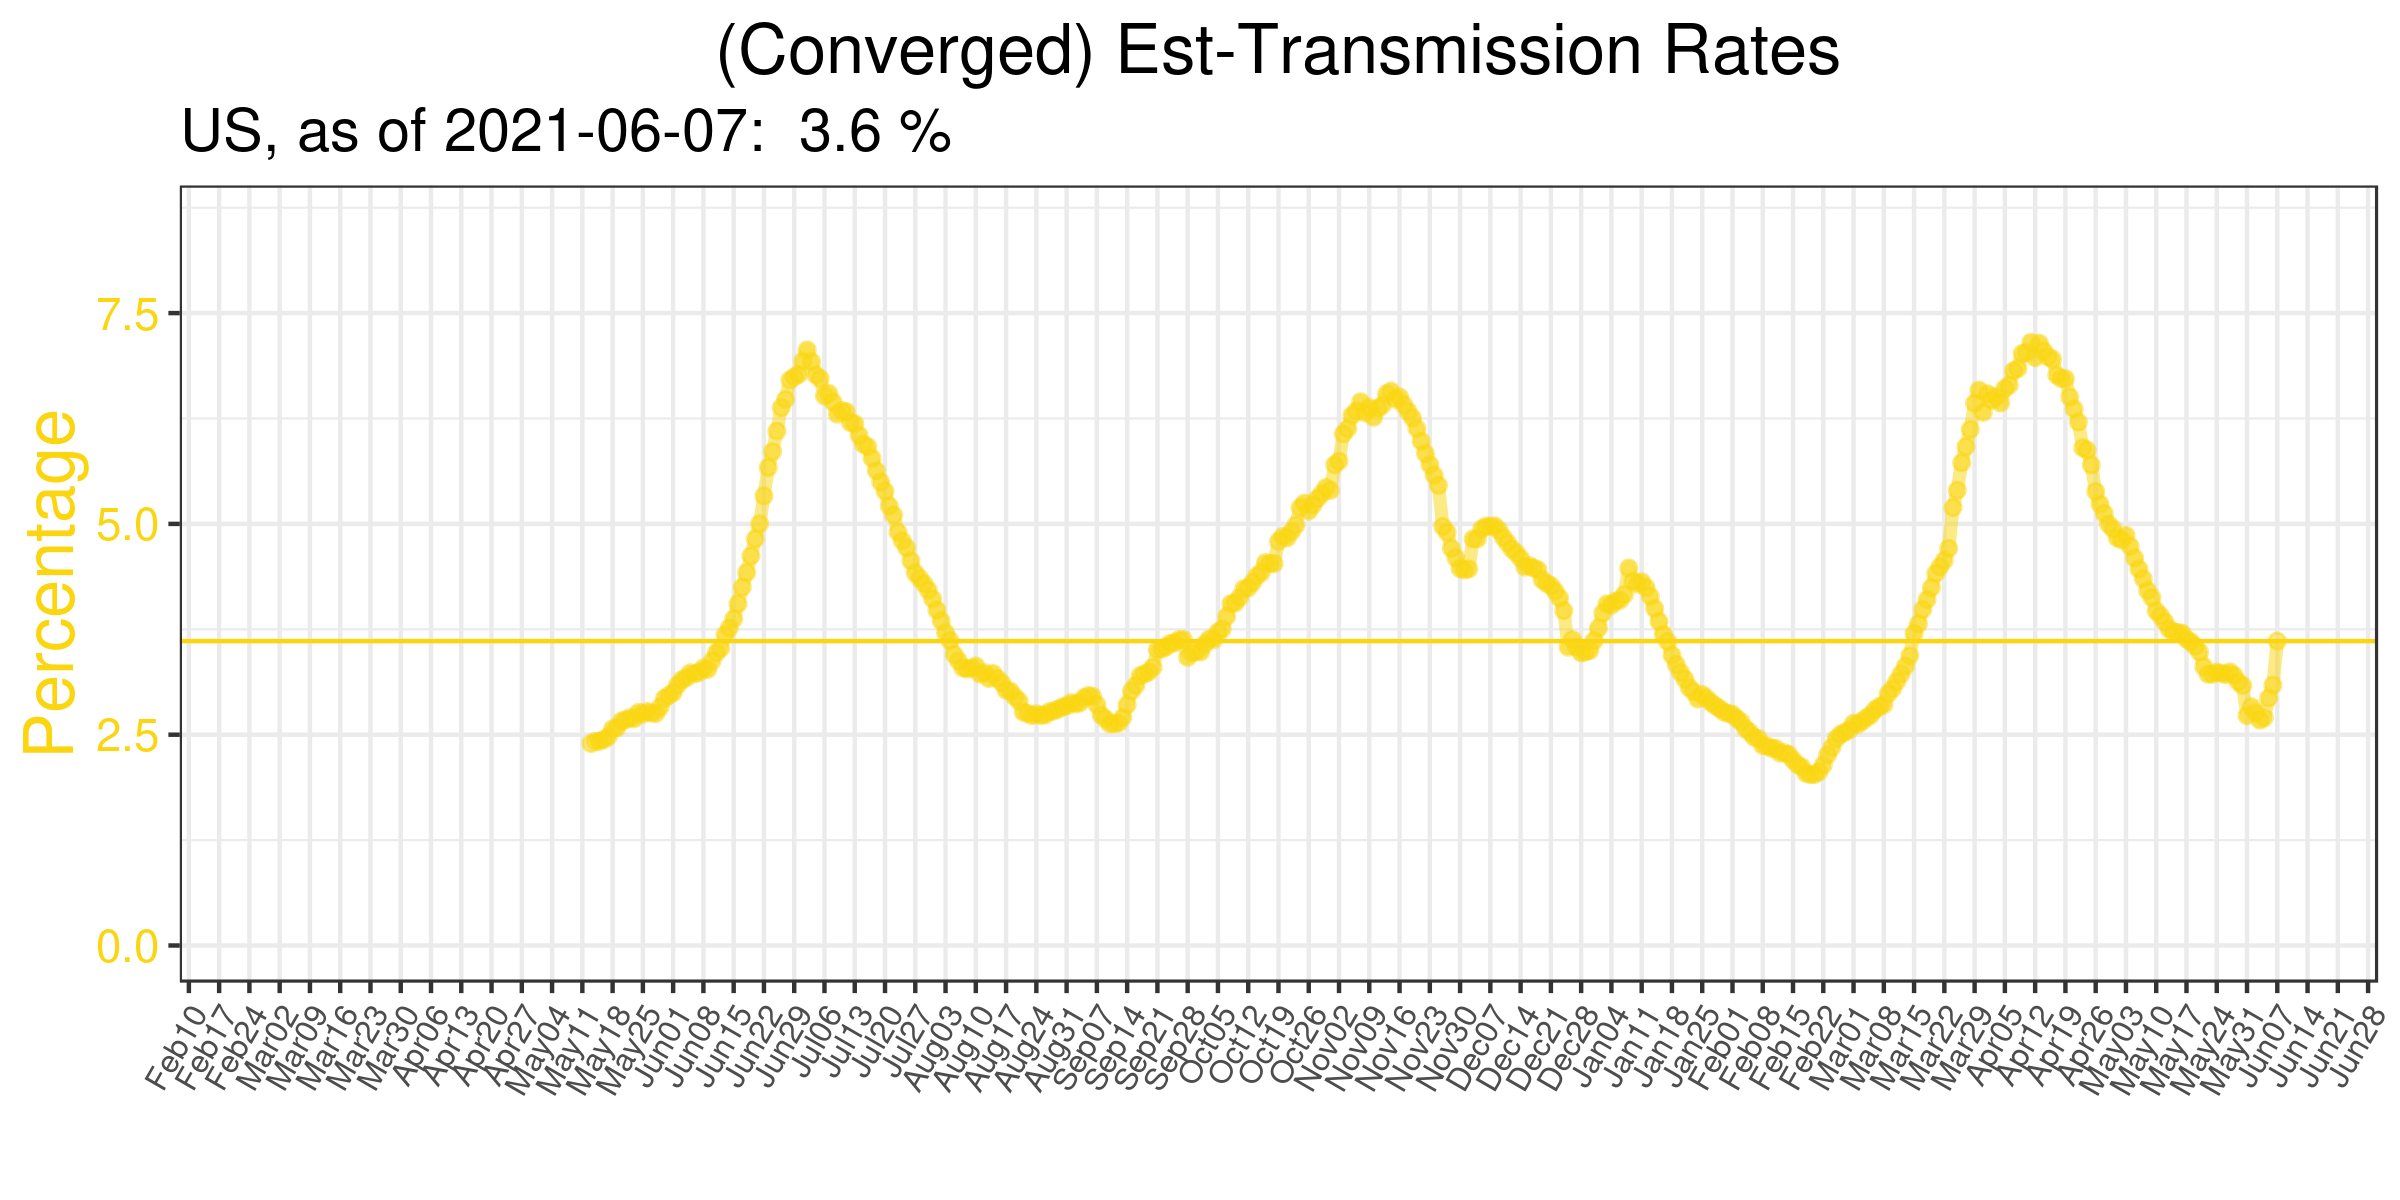 (Converged) Est-Transmission Rates
US, as of 2021-06-07:  3.6 %
Percentage
7.5
5.0
2.5
0.0
Feb10
Feb17
Feb24
Mar02
Mar09
Mar16
Mar23
Mar30
Apr06
Apr13
Apr20
Apr27
May04
May11
May18
May25
Jun01
Jun08
Jun15
Jun22
Jun29
Jul06
Jul13
Jul20
Jul27
Aug03
Aug10
Aug17
Aug24
Aug31
Sep07
Sep14
Sep21
Sep28
Oct05
Oct12
Oct19
Oct26
Nov02
Nov09
Nov16
Nov23
Nov30
Dec07
Dec14
Dec21
Dec28
Jan04
Jan11
Jan18
Jan25
Feb01
Feb08
Feb15
Feb22
Mar01
Mar08
Mar15
Mar22
Mar29
Apr05
Apr12
Apr19
Apr26
May03
May10
May17
May24
May31
Jun07
Jun14
Jun21
Jun28